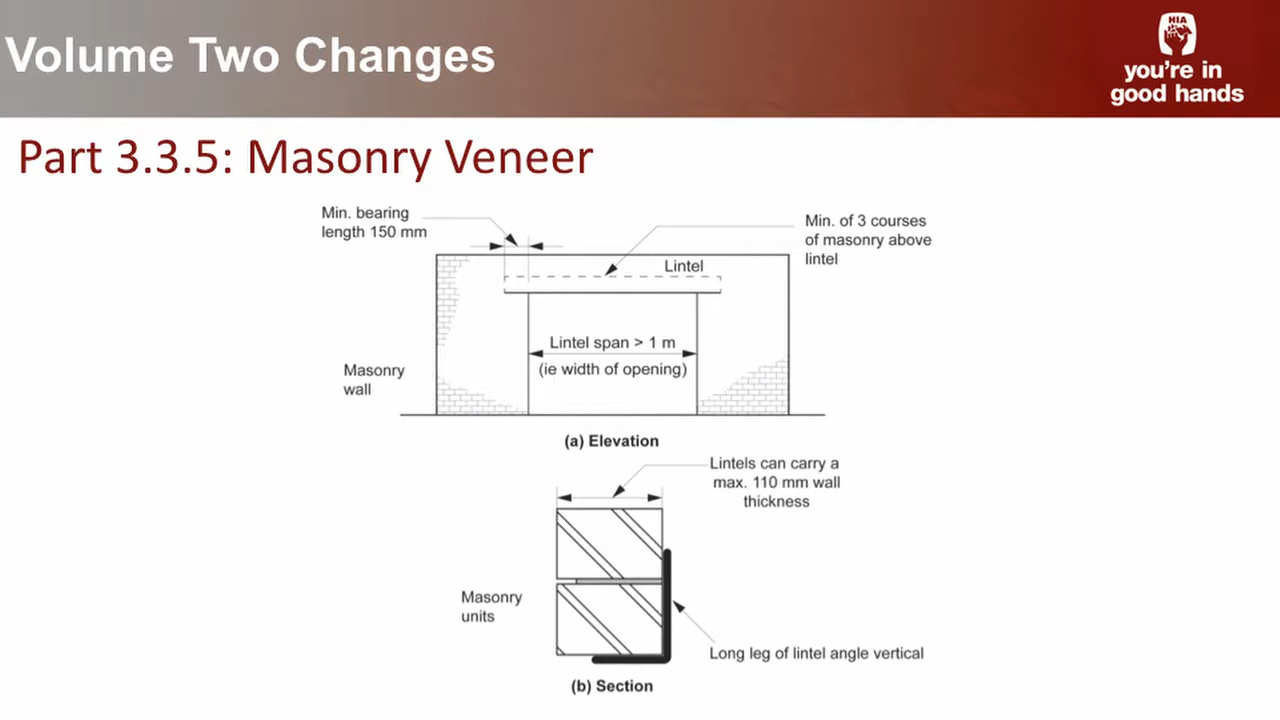 Volume Two Changes
HIA
you're in
good hands
Part 3.3.5: Masonry Veneer
Min. bearing
length 150 mm
Min. of 3 courses
of masonry above
lintel
Lintel
Lintel span > 1 m
(ie width of opening)
Masonry
wall
(a) Elevation
Lintels can carry a
max. 110 mm wall
thickness
Masonry
units
Long leg of lintel angle vertical
(b) Section